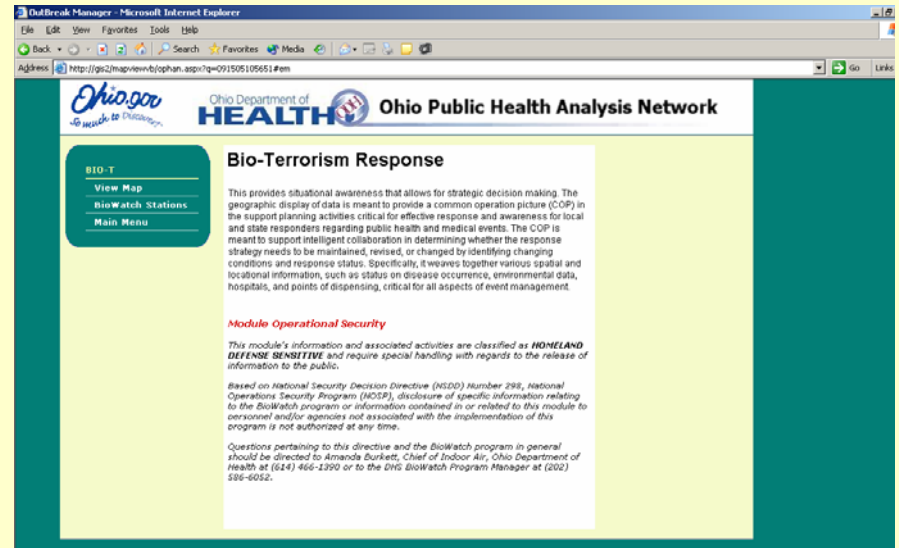 OutBreak Manager - Microsoft Internet Explorer
File Edit View Favorites Tools Help
Back Search Favorites Media
Address http://gis2/mapviewvb/ophan.aspx?q=091505105651#em Go Links
Ohio.gov
So much to Discover
Ohio Department of
HEALTH
Ohio Public Health Analysis Network
BIO-T
View Map
BioWatch Stations
Main Menu
Bio-Terrorism Response
This provides situational awareness that allows for strategic decision making. The
geographic display of data is meant to provide a common operation picture (COP) in
the support planning activities critical for effective response and awareness for local
and state responders regarding public health and medical events. The COP is
meant to support intelligent collaboration in determining whether the response
strategy needs to be maintained, revised, or changed by identifying changing
conditions and response status. Specifically, it weaves together various spatial and
locational information, such as status on disease occurrence, environmental data,
hospitals, and points of dispensing, critical for all aspects of event management.
Module Operational Security
This module's information and associated activities are classified as HOMELAND
DEFENSE SENSITIVE and require special handling with regards to the release of
information to the public.
Based on National Security Decision Directive (NSDD) Number 298, National
Operations Security Program (NOSP), disclosure of specific information relating
to the BioWatch program or information contained in or related to this module to
personnel and/or agencies not associated with the implementation of this
program is not authorized at any time.
Questions pertaining to this directive and the BioWatch program in general
should be directed to Amanda Burkett, Chief of Indoor Air, Ohio Department of
Health at (614) 466-1390 or to the DHS BioWatch Program Manager at (202)
586-6052.